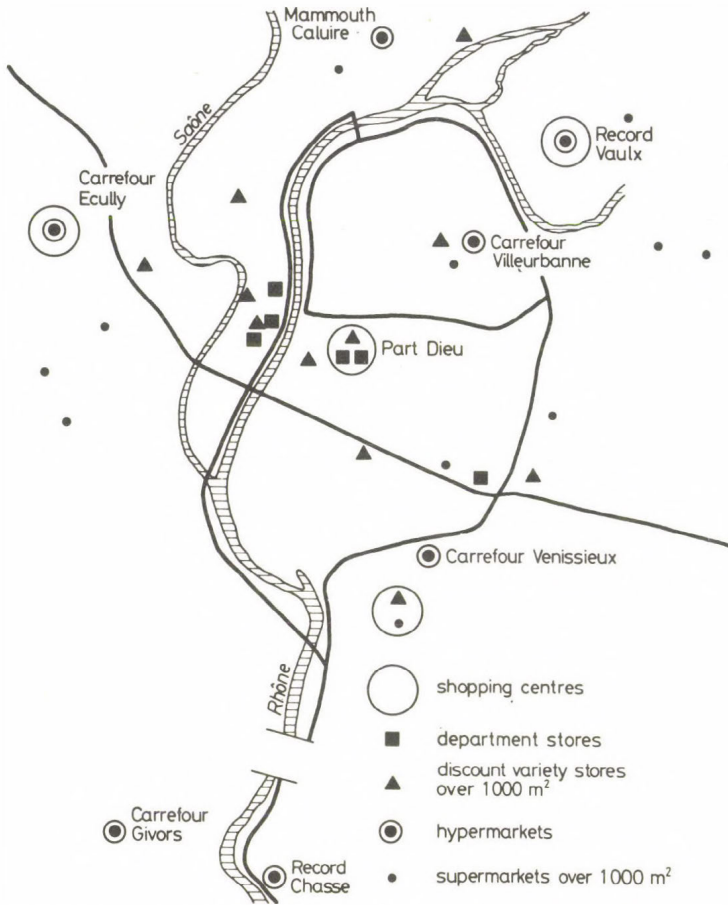 Mammouth
Caluire
Saône
Record
Vaulx
Carrefour
Ecully
Carrefour
Villeurbanne
Part Dieu
Carrefour Venissieux
Rhône
shopping centres
department stores
discount variety stores
over 1000 m²
Carrefour
Givors
hypermarkets
Record
Chasse
supermarkets over 1000 m²